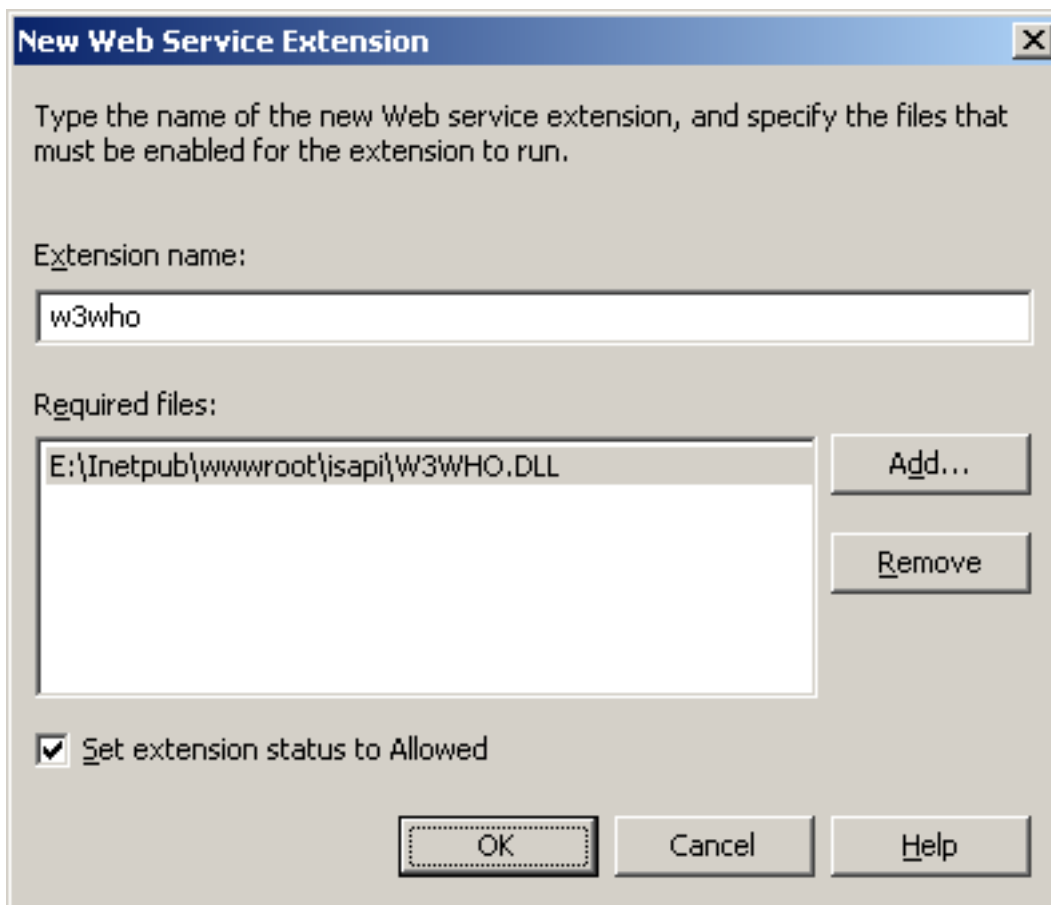 New Web Service Extension
Type the name of the new Web service extension, and specify the files that
must be enabled for the extension to run.
Extension name:
w3who
Required files:
E:\Inetpub\wwwroot\isapi\W3WHO.DLL
Add...
Remove
Set extension status to Allowed
OK
Cancel
Help